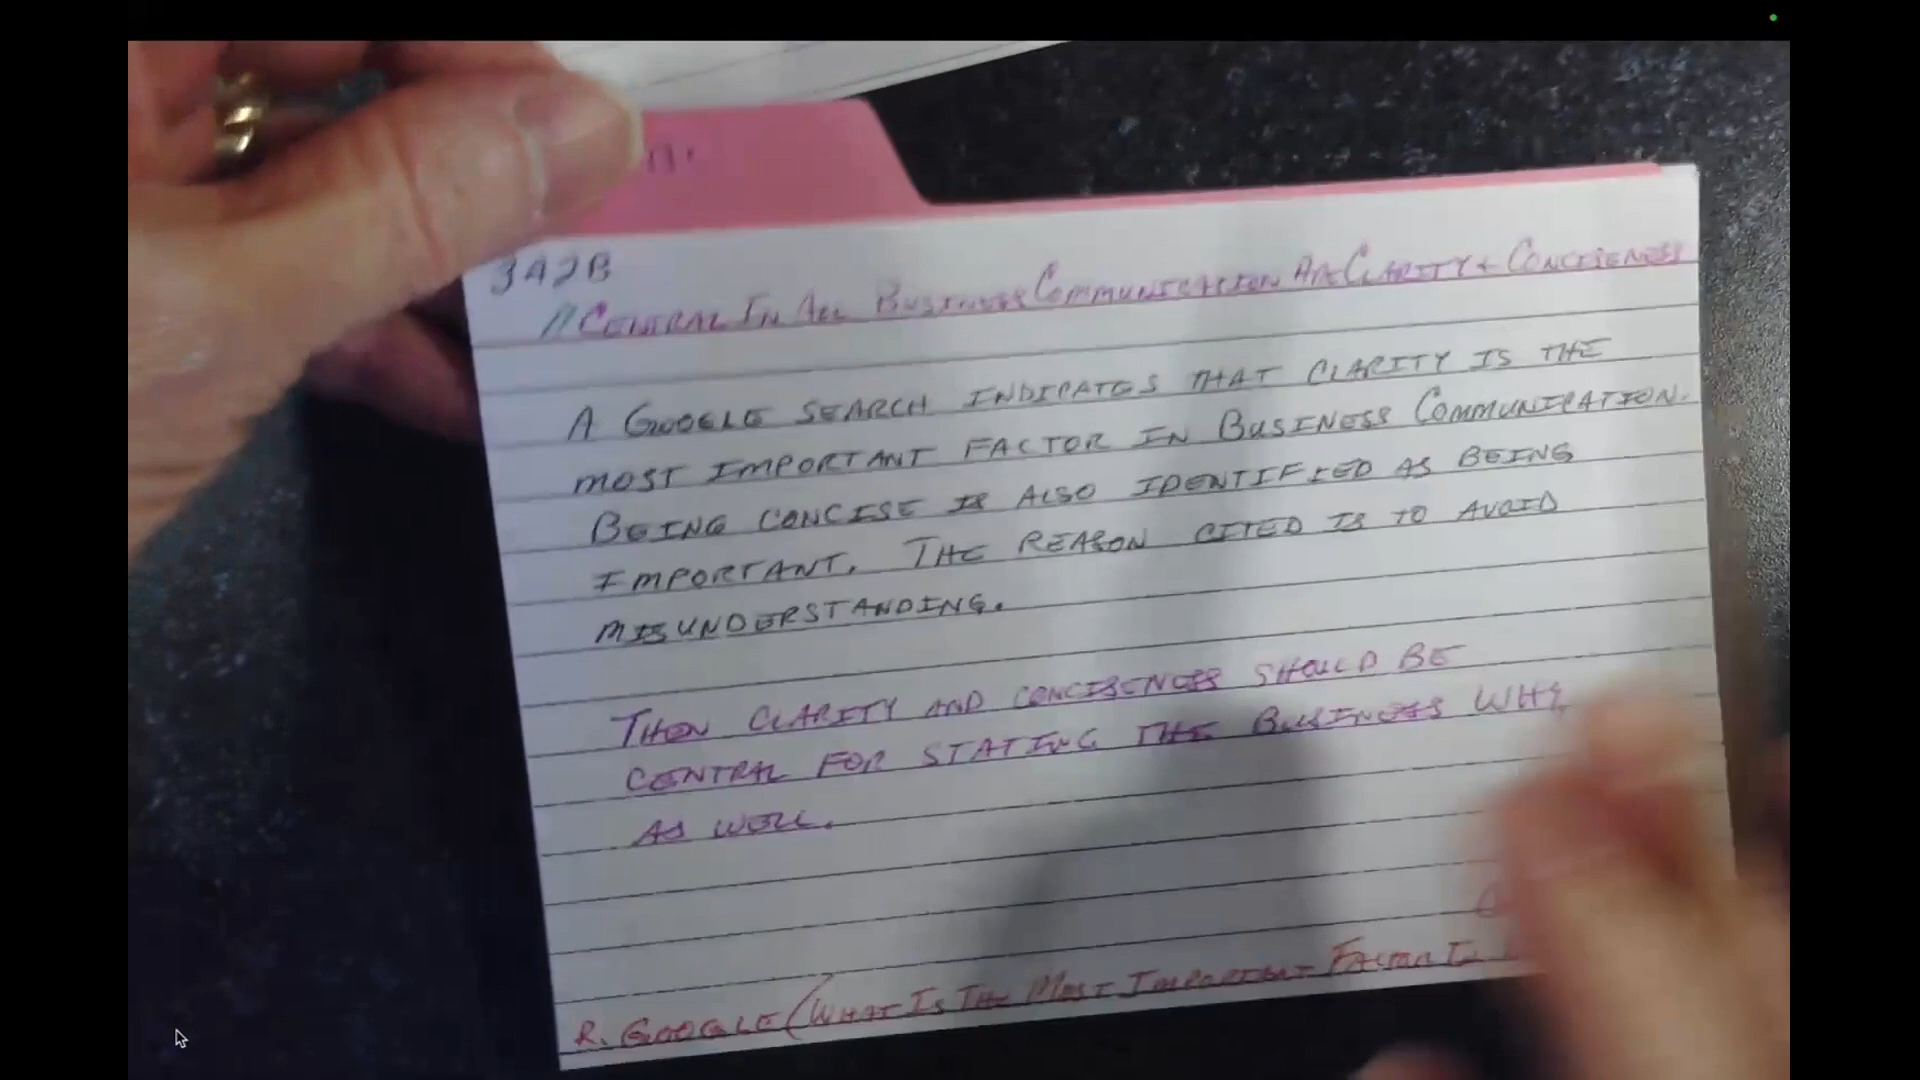 342B
Central In All Business Communication Are Clarity & Conciseness
A GOOGLE SEARCH INDICATES THAT CLARITY IS THE
MOST IMPORTANT FACTOR IN BUSINESS COMMUNICATION.
BEING CONCISE IS ALSO IDENTIFIED AS BEING
IMPORTANT. THE REASON CITED IS TO AVOID
MISUNDERSTANDING.
THEN CLARITY AND CONCISENESS SHOULD BE
CENTRAL FOR STATING THE BUSINESS WHY
AS WELL.
R. GOOGLE (WHAT IS THE MOST IMPORTANT FACTOR IN